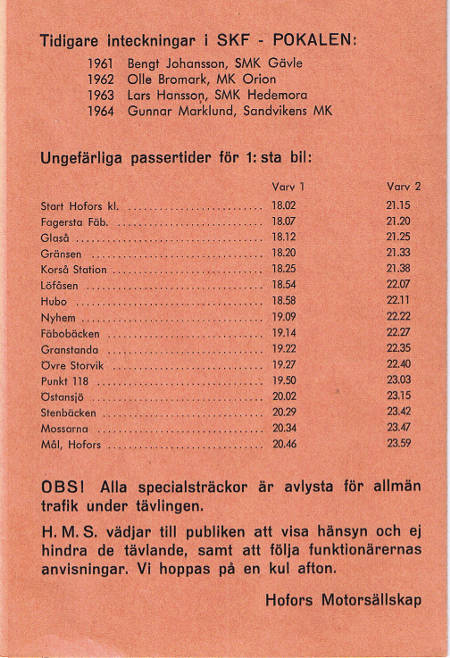 Tidigare inteckningar i SKF - POKALEN:
1961 Bengt Johansson, SMK Gävle
1962 Olle Bromark, MK Orion
1963 Lars Hansson, SMK Hedemora
1964 Gunnar Marklund, Sandvikens MK
Ungefärliga passertider för 1:sta bil:
Varv 1 Varv 2
Start Hofors kl. 18.02 21.15
Fagersta Fäb. 18.07 21.20
Glaså 18.12 21.25
Gränsen 18.20 21.33
Korså Station 18.25 21.38
Löfåsen 18.54 22.07
Hubo 18.58 22.11
Nyhem 19.09 22.22
Fäbobäcken 19.14 22.27
Granstanda 19.22 22.35
Övre Storvik 19.27 22.40
Punkt 118 19.50 23.03
Östansjö 20.02 23.15
Stenbäcken 20.29 23.42
Mossarna 20.34 23.47
Mål, Hofors 20.46 23.59
OBS! Alla specialsträckor är avlysta för allmän
trafik under tävlingen.
H. M. S. vädjar till publiken att visa hänsyn och ej
hindra de tävlande, samt att följa funktionärernas
anvisningar. Vi hoppas på en kul afton.
Hofors Motorsällskap